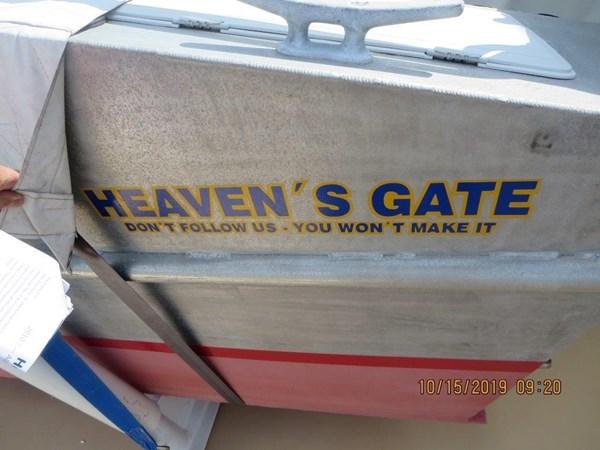 HEAVEN´S GATE
DON´T FOLLOW US - YOU WON´T MAKE IT
10/15/2019 09:20